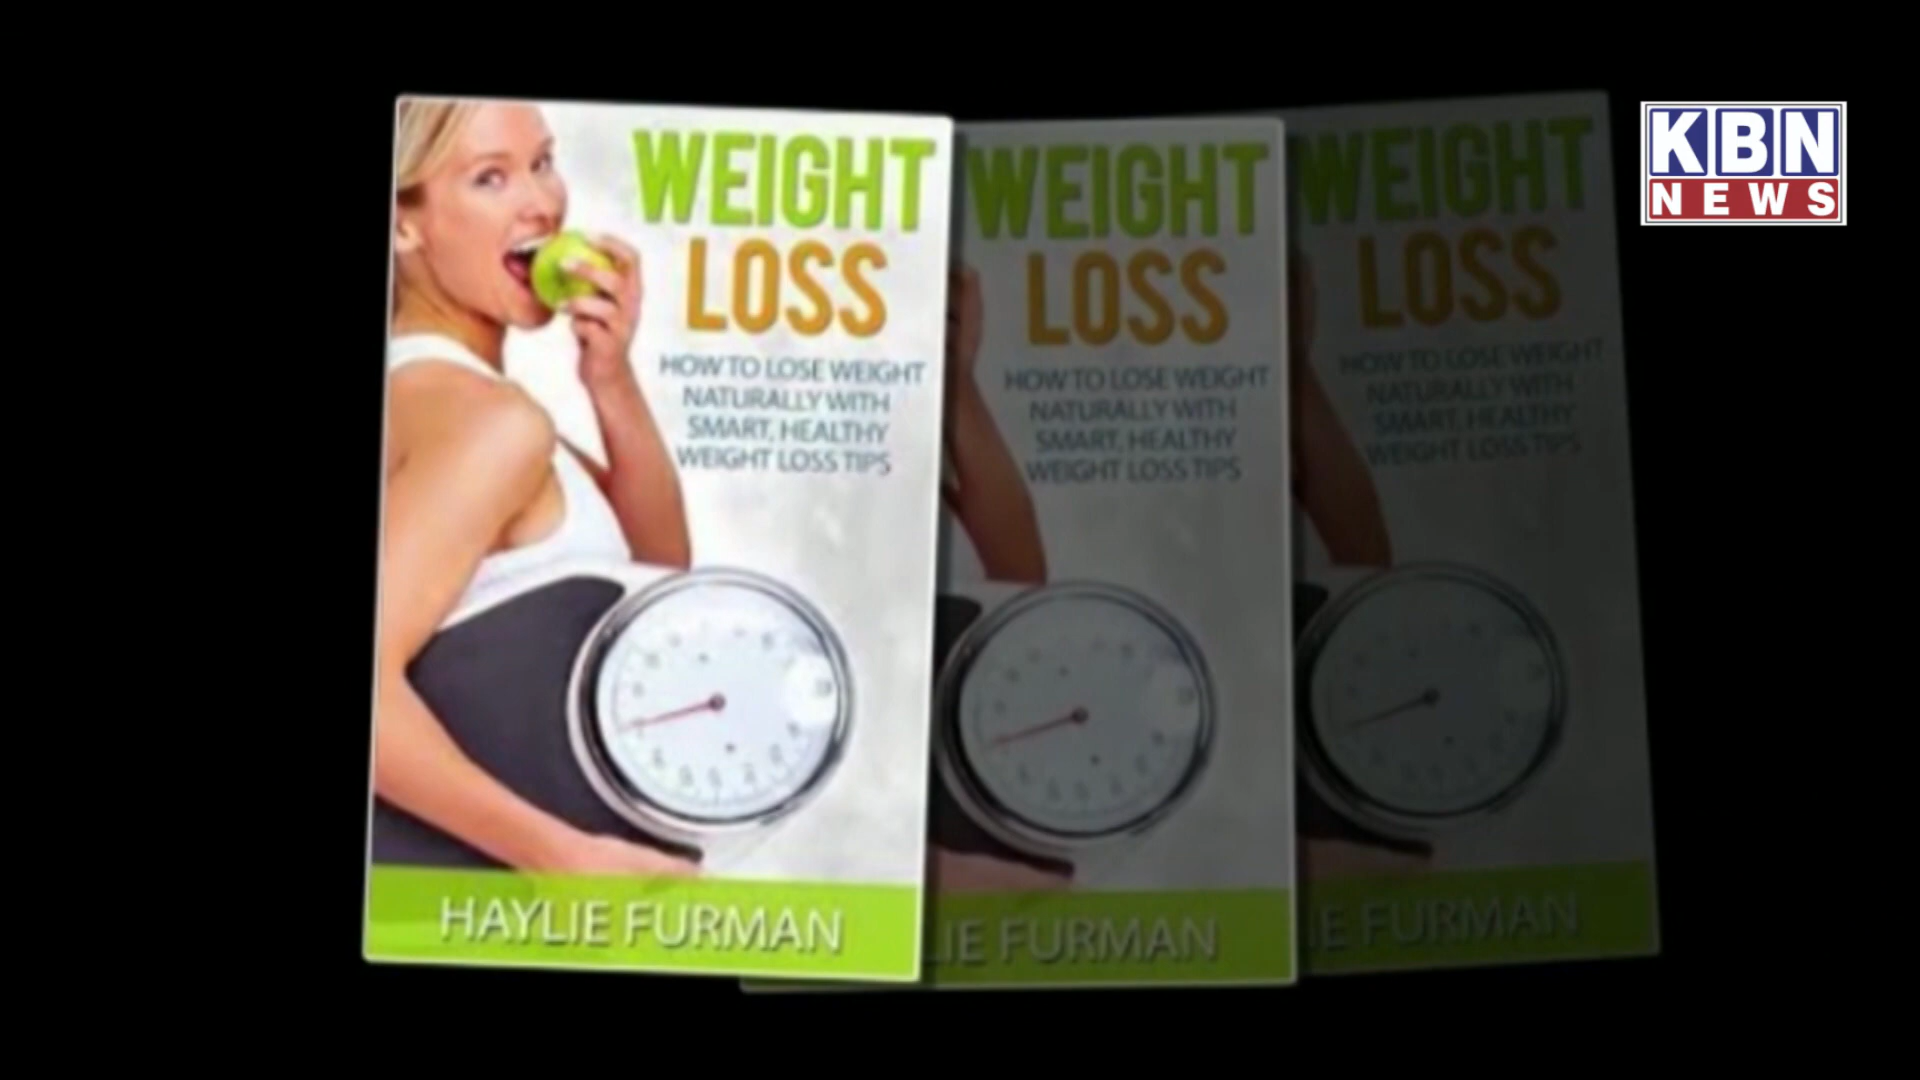 WEIGHT
LOSS
HOW TO LOSE WEIGHT
NATURALLY WITH
SMART, HEALTHY
WEIGHT LOSS TIPS
HAYLIE FURMAN
WEIGHT
LOSS
HOW TO LOSE WEIGHT
NATURALLY WITH
SMART, HEALTHY
WEIGHT LOSS TIPS
LIE FURMAN
WEIGHT
LOSS
HOW TO LOSE WEIGHT
NATURALLY WITH
SMART, HEALTHY
WEIGHT LOSS TIPS
IE FURMAN
KBN
NEWS